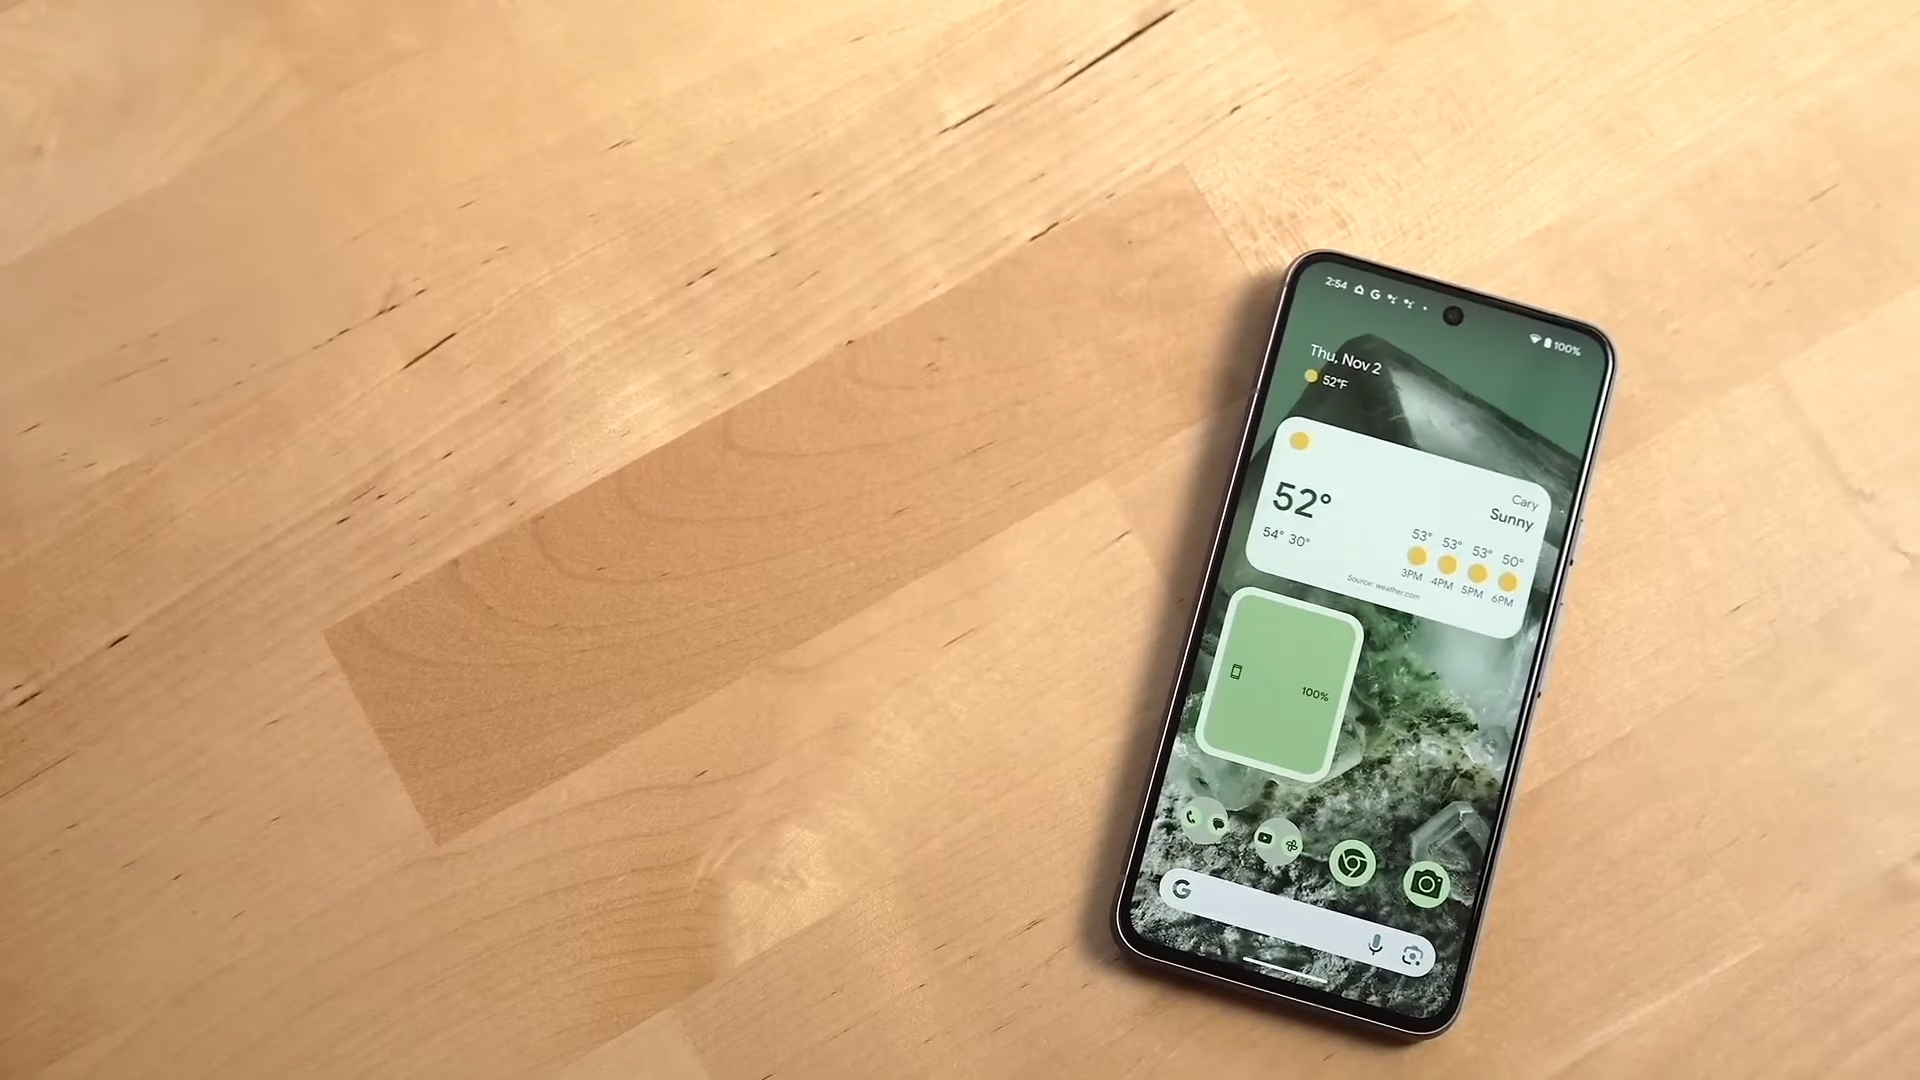 2:54 G 100%
Thu, Nov 2
52°F
Cary
52° Sunny
54° 30°
53° 53° 53° 50°
3PM 4PM 5PM 6PM
Source: weather.com
100%
G